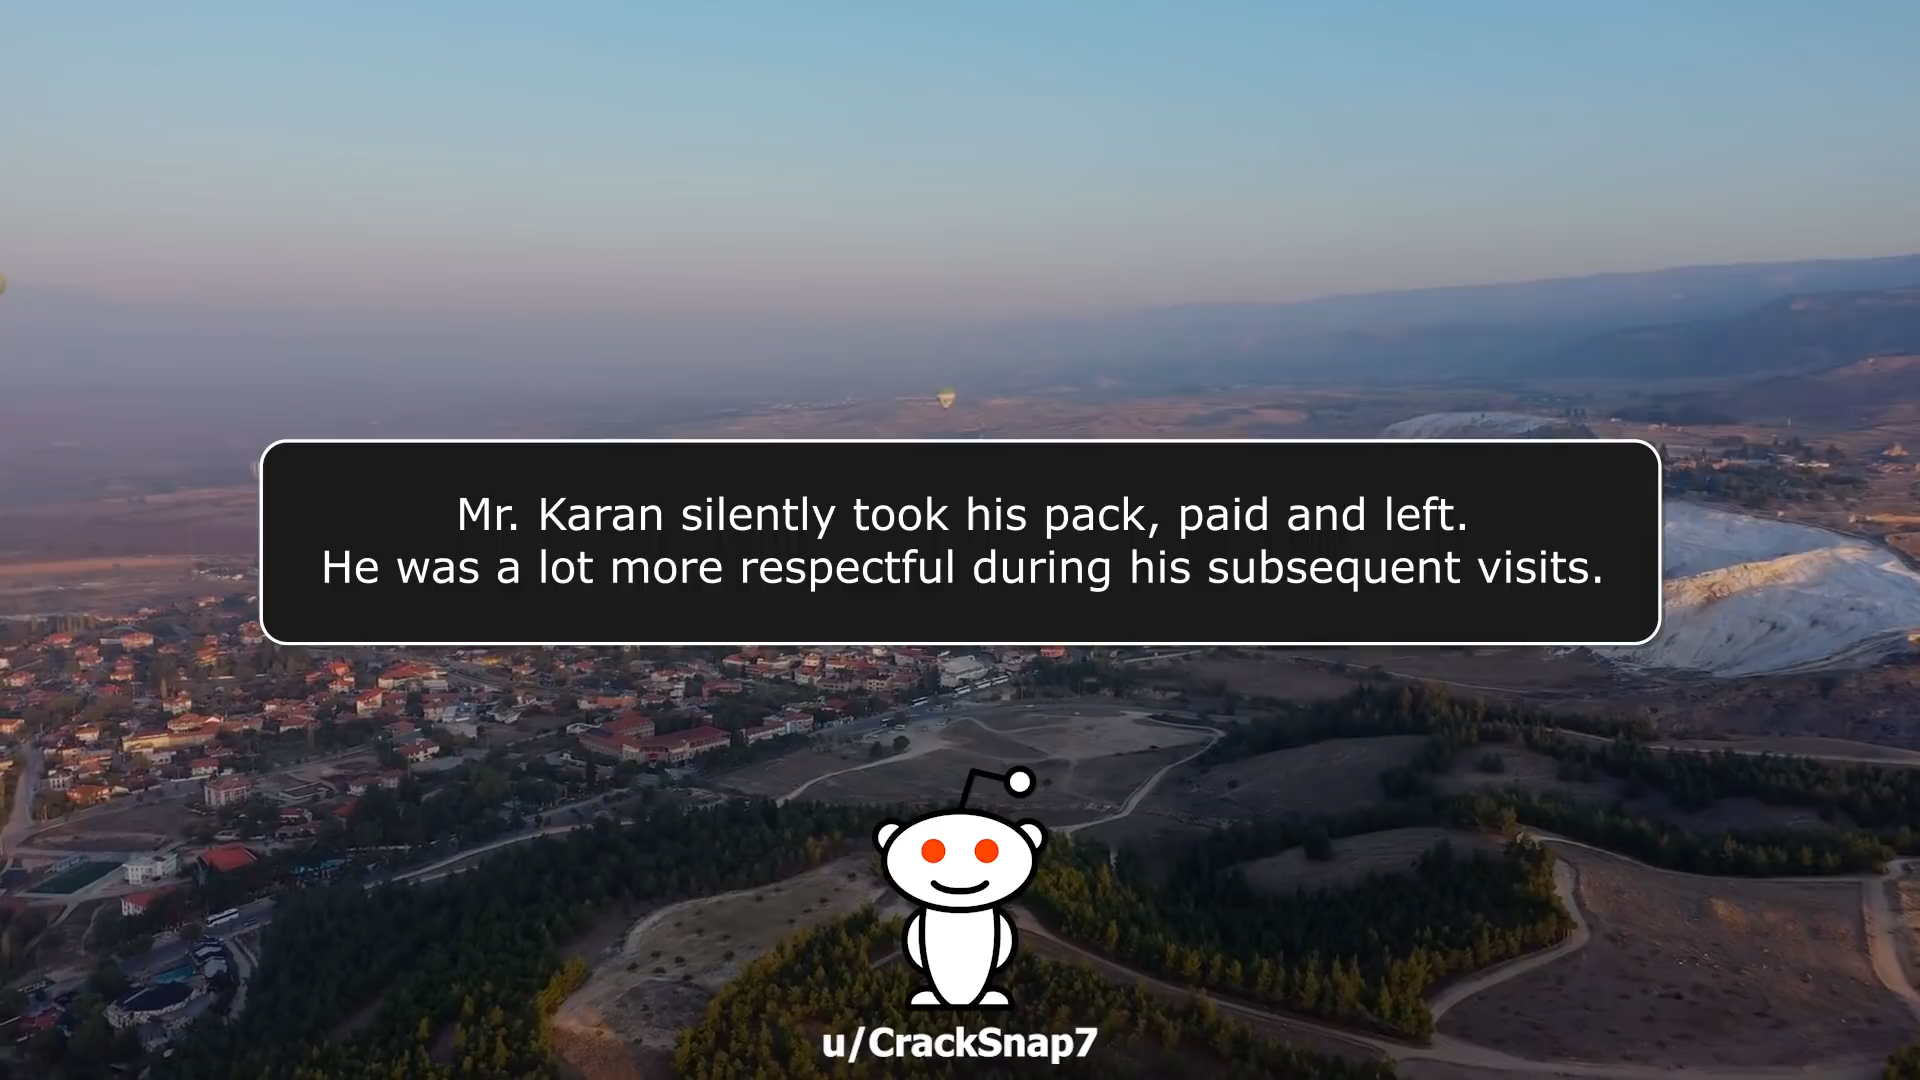 Mr. Karan silently took his pack, paid and left.
He was a lot more respectful during his subsequent visits.
u/CrackSnap7